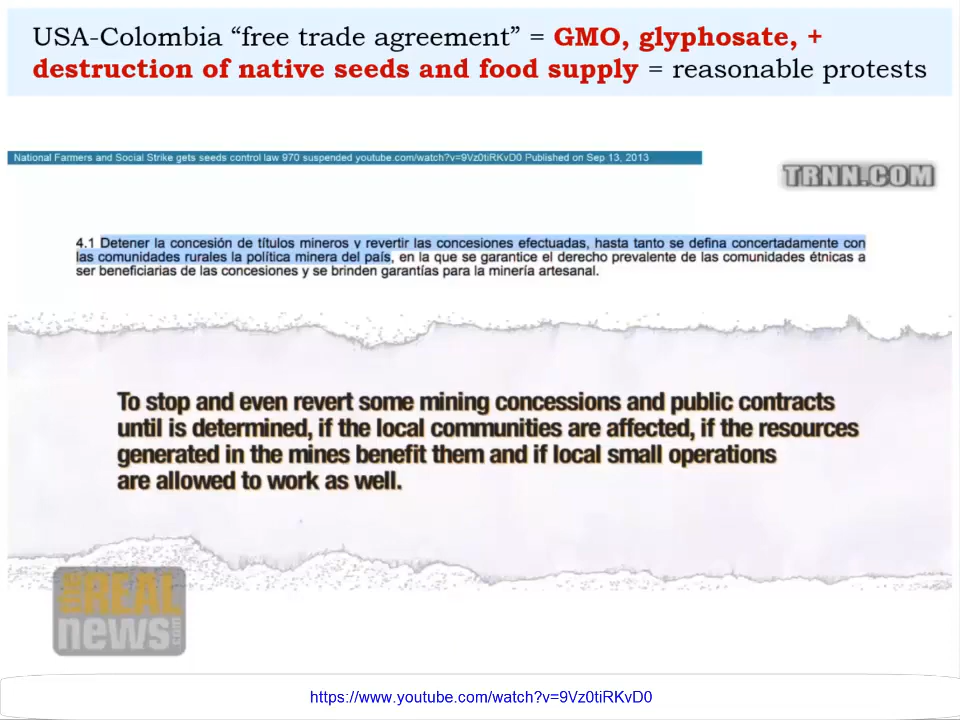 USA-Colombia “free trade agreement” = GMO, glyphosate, +
destruction of native seeds and food supply = reasonable protests
National Farmers and Social Strike gets seeds control law 970 suspended youtube.com/watch?v=9Vz0tiRKvD0 Published on Sep 13, 2013
TRNN.COM
4.1 Detener la concesión de títulos mineros y revertir las concesiones efectuadas, hasta tanto se defina concertadamente con
las comunidades rurales la política minera del país, en la que se garantice el derecho prevalente de las comunidades étnicas a
ser beneficiarias de las concesiones y se brinden garantías para la minería artesanal.
To stop and even revert some mining concessions and public contracts
until is determined, if the local communities are affected, if the resources
generated in the mines benefit them and if local small operations
are allowed to work as well.
the REAL
news.com
https://www.youtube.com/watch?v=9Vz0tiRKvD0